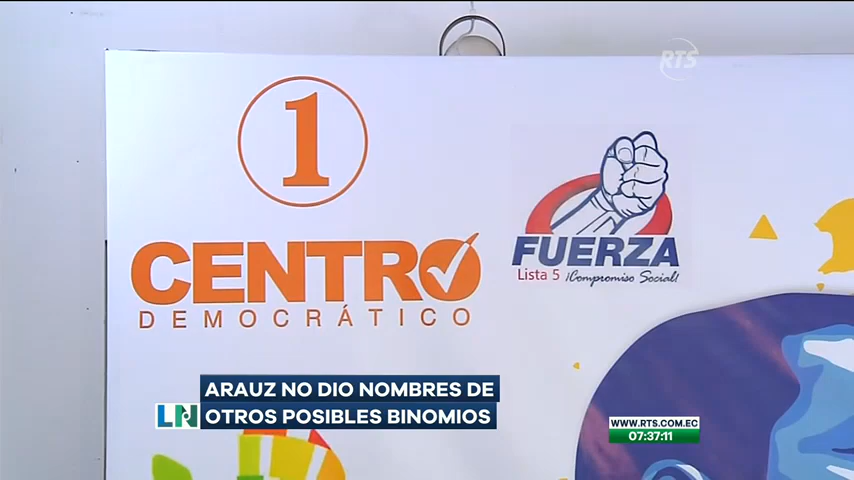 RTS
1
CENTRO
DEMOCRÁTICO
FUERZA
Lista 5 ¡Compromiso Social!
ARAUZ NO DIO NOMBRES DE
LN OTROS POSIBLES BINOMIOS
WWW.RTS.COM.EC
07:37:11